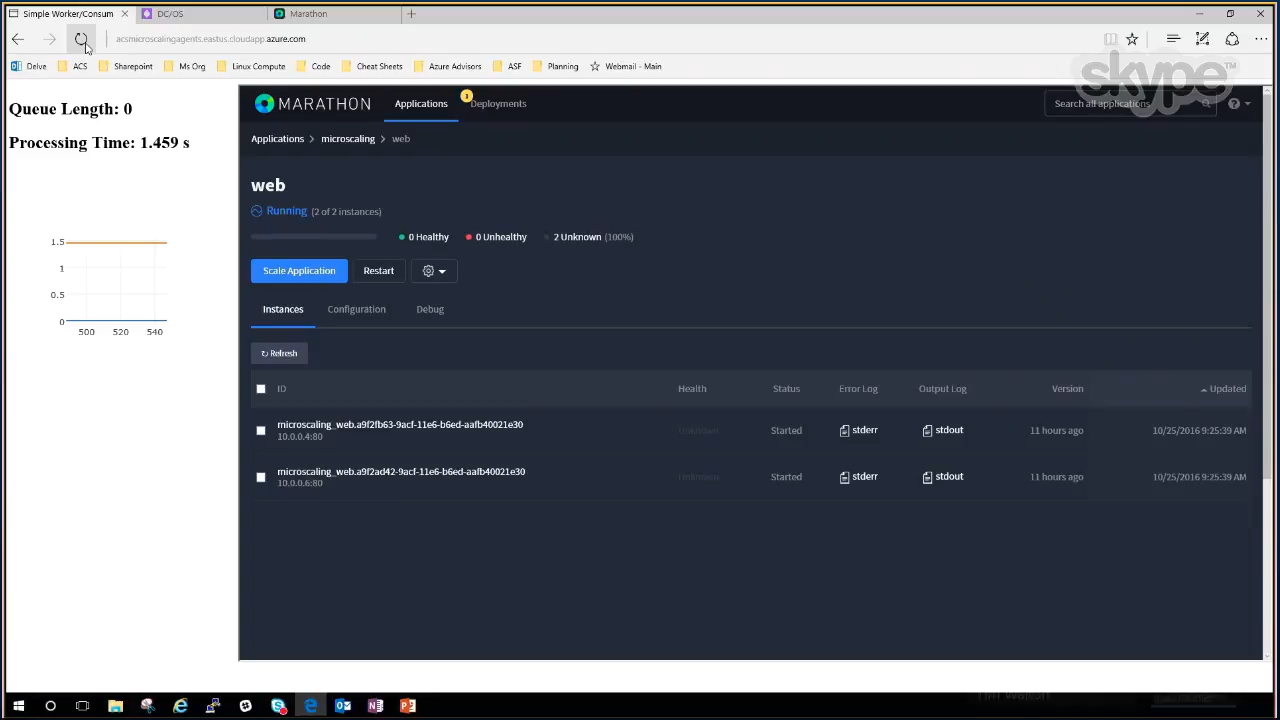 Simple Worker/Consum
DC/OS
Marathon
acsmicroscalingagents.eastus.cloudapp.azure.com
Delve
ACS
Sharepoint
Ms Org
Linux Compute
Code
Cheat Sheets
Azure Advisors
ASF
Planning
Webmail - Main
skype™
Queue Length: 0
Processing Time: 1.459 s
1.5
1
0.5
0
500 520 540
MARATHON
Applications
1
Deployments
Search all applications
Applications > microscaling > web
web
Running (2 of 2 instances)
0 Healthy 0 Unhealthy 2 Unknown (100%)
Scale Application Restart
Instances Configuration Debug
Refresh
ID Health Status Error Log Output Log Version Updated
microscaling_web.a9f2fb63-9acf-11e6-b6ed-aafb40021e30
10.0.0.4:80
Unknown Started stderr stdout 11 hours ago 10/25/2016 9:25:39 AM
microscaling_web.a9f2ad42-9acf-11e6-b6ed-aafb40021e30
10.0.0.6:80
Unknown Started stderr stdout 11 hours ago 10/25/2016 9:25:39 AM